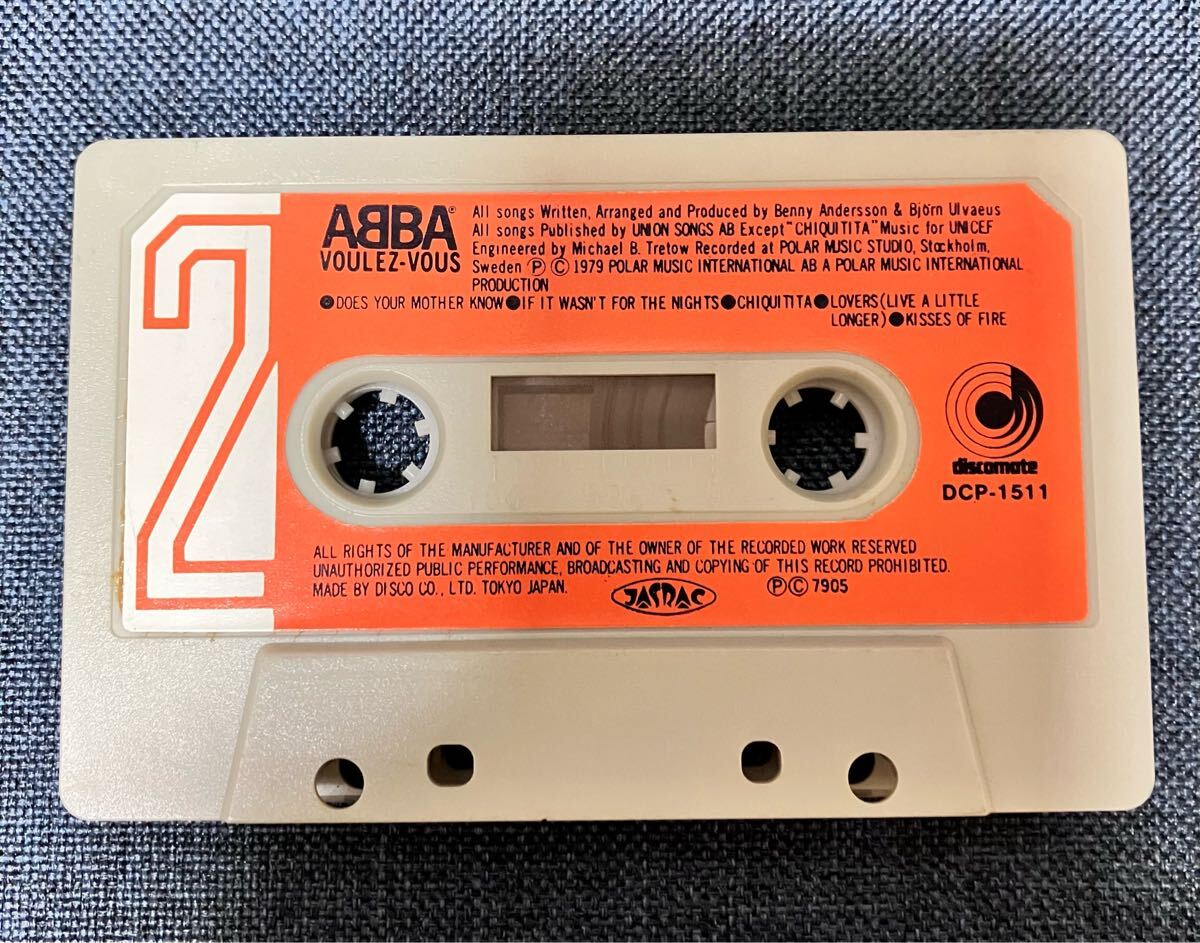 2
ABBA®
VOULEZ-VOUS
All songs Written, Arranged and Produced by Benny Andersson & Björn Ulvaeus
All songs Published by UNION SONGS AB Except "CHIQUITITA" Music for UNICEF
Engineered by Michael B. Tretow Recorded at POLAR MUSIC STUDIO, Stockholm,
Sweden Ⓟ Ⓒ 1979 POLAR MUSIC INTERNATIONAL AB A POLAR MUSIC INTERNATIONAL
PRODUCTION
●DOES YOUR MOTHER KNOW●IF IT WASN'T FOR THE NIGHTS●CHIQUITITA●LOVERS(LIVE A LITTLE
LONGER)●KISSES OF FIRE
discomate
DCP-1511
ALL RIGHTS OF THE MANUFACTURER AND OF THE OWNER OF THE RECORDED WORK RESERVED
UNAUTHORIZED PUBLIC PERFORMANCE, BROADCASTING AND COPYING OF THIS RECORD PROHIBITED.
MADE BY DISCO CO., LTD. TOKYO JAPAN.
JASRAC
ⓅⒸ 7905